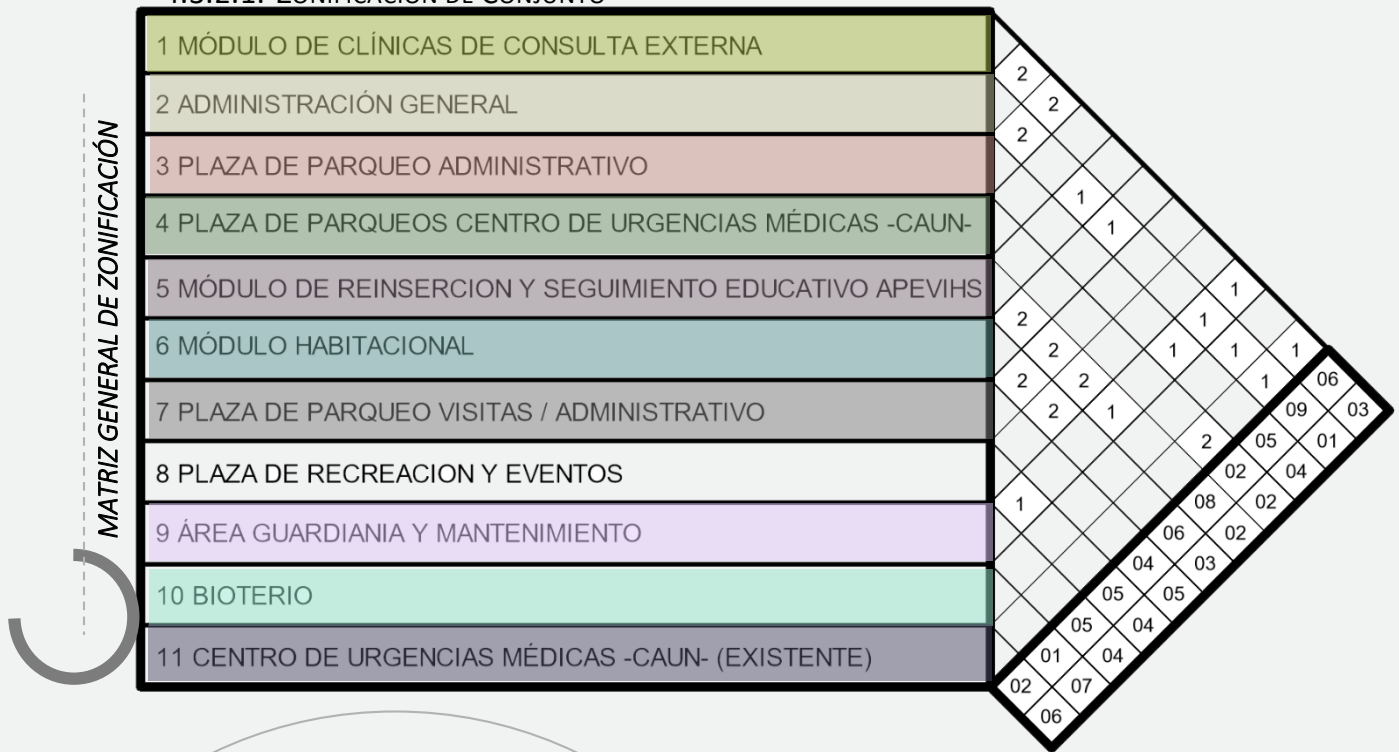 ZONIFICACIÓN DE CONJUNTO
MATRIZ GENERAL DE ZONIFICACIÓN
1 MÓDULO DE CLÍNICAS DE CONSULTA EXTERNA
2 ADMINISTRACIÓN GENERAL
3 PLAZA DE PARQUEO ADMINISTRATIVO
4 PLAZA DE PARQUEOS CENTRO DE URGENCIAS MÉDICAS -CAUN-
5 MÓDULO DE REINSERCION Y SEGUIMIENTO EDUCATIVO APEVIHS
6 MÓDULO HABITACIONAL
7 PLAZA DE PARQUEO VISITAS / ADMINISTRATIVO
8 PLAZA DE RECREACION Y EVENTOS
9 ÁREA GUARDIANIA Y MANTENIMIENTO
10 BIOTERIO
11 CENTRO DE URGENCIAS MÉDICAS -CAUN- (EXISTENTE)
2
2
2
1
1
1
2 1
2 1 1 1
2 2 1 06
2 1 09 03
2 05 01
02 04
1 08 02
06 02
04 03
05 05
05 04
01 04
02 07
06